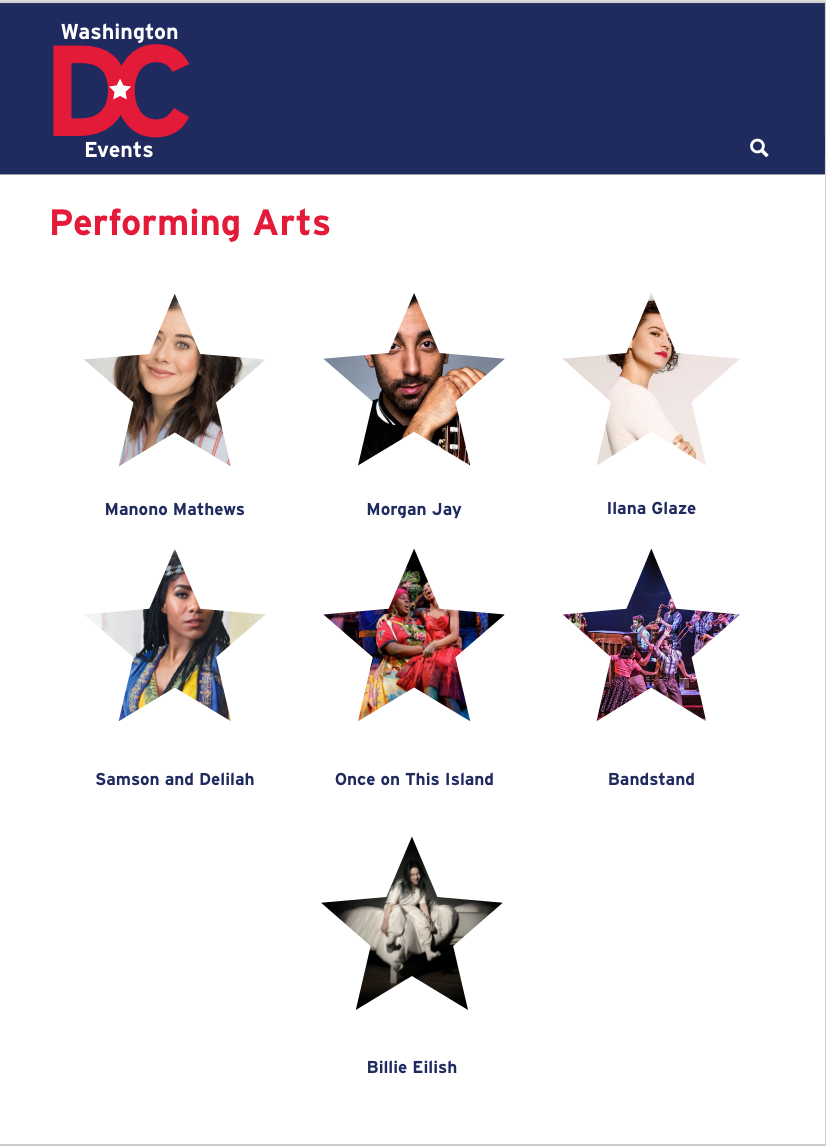 Washington
DC
Events
Performing Arts
Manono Mathews
Morgan Jay
Ilana Glaze
Samson and Delilah
Once on This Island
Bandstand
Billie Eilish